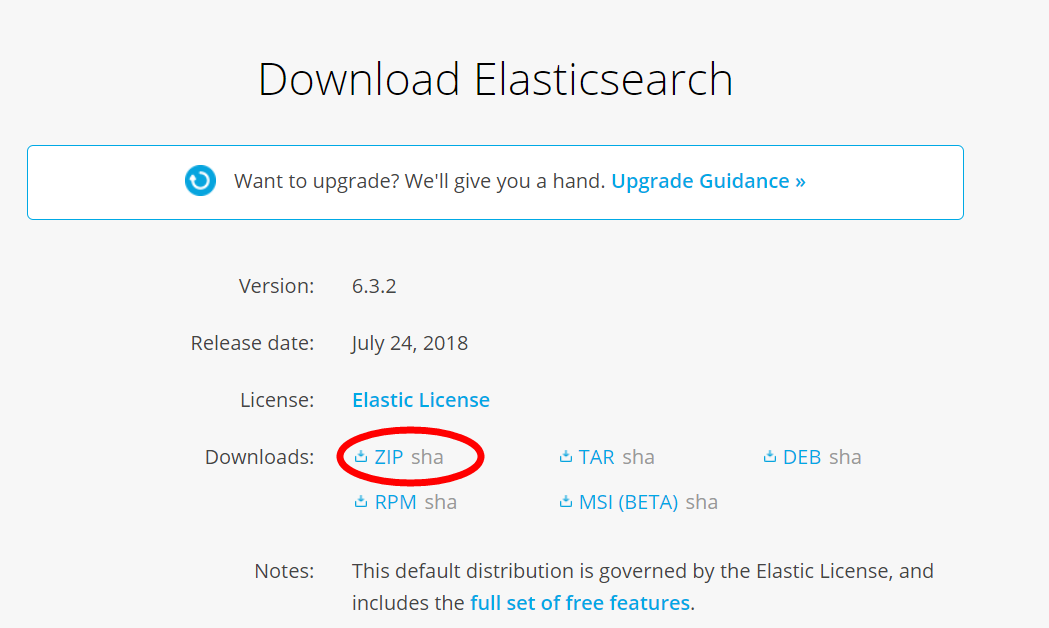 Download Elasticsearch
Want to upgrade? We'll give you a hand. Upgrade Guidance »
Version: 6.3.2
Release date: July 24, 2018
License: Elastic License
Downloads: ZIP sha TAR sha DEB sha
RPM sha MSI (BETA) sha
Notes: This default distribution is governed by the Elastic License, and
includes the full set of free features.